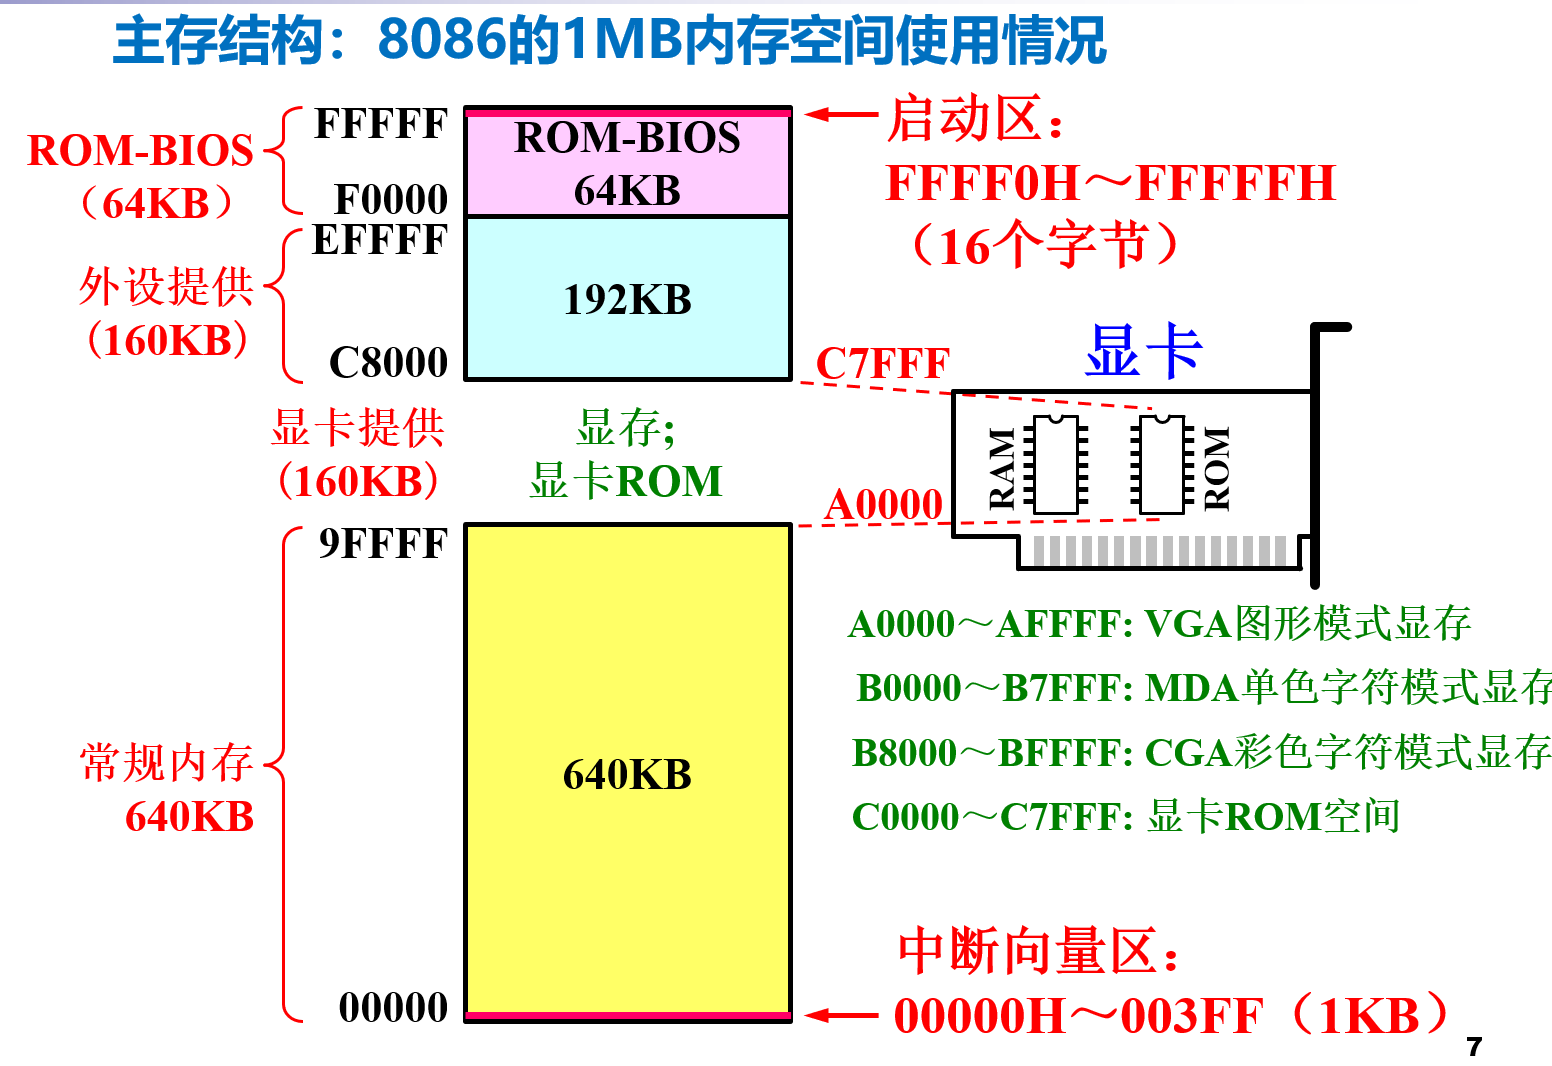 主存结构：8086的1MB内存空间使用情况
FFFFF
ROM-BIOS
（64KB）
F0000
ROM-BIOS
64KB
启动区：
FFFF0H～FFFFFH
（16个字节）
EFFFF
外设提供
(160KB)
C8000
192KB
C7FFF
显卡
显卡提供
(160KB)
显存;
显卡ROM
A0000
RAM
ROM
9FFFF
A0000～AFFFF: VGA图形模式显存
B0000～B7FFF: MDA单色字符模式显存
B8000～BFFFF: CGA彩色字符模式显存
C0000～C7FFF: 显卡ROM空间
常规内存
640KB
640KB
00000
中断向量区：
00000H～003FF（1KB）
7